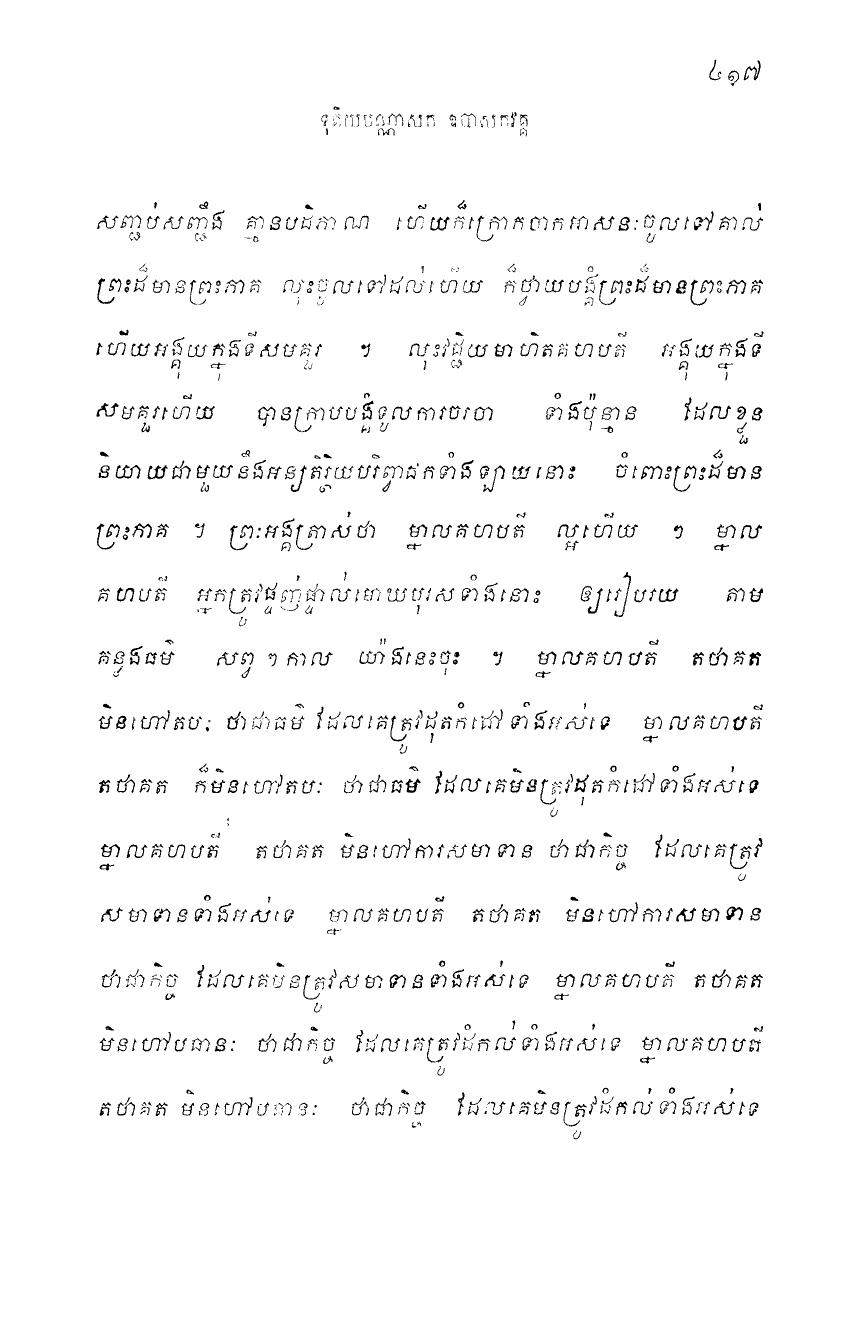 ៤១៧
ទុតិយបណ្ណាសក ឧបាសកវគ្គ
សញ្ជប់សញ្ជឹង គ្មានបដិភាណ ហើយក៏ក្រោកចាកអាសនៈចូលទៅគាល់
ព្រះដ៏មានព្រះភាគ លុះចូលទៅដល់ហើយ ក៏ថ្វាយបង្គំព្រះដ៏មានព្រះភាគ
ហើយអង្គុយក្នុងទីសមគួរ ។ លុះវជ្ជិយមាហិតគហបតី អង្គុយក្នុងទី
សមគួរហើយ បានក្រាបបង្គំទូលការចរចា ទាំងប៉ុន្មាន ដែលខ្លួន
និយាយជាមួយនឹងអន្យតិរ្ថិយបរិព្វាជកទាំងឡាយនោះ ចំពោះព្រះដ៏មាន
ព្រះភាគ ។ ព្រះអង្គត្រាស់ថា ម្នាលគហបតី ល្អហើយ ៗ ម្នាល
គហបតី អ្នកត្រូវផ្ចាញ់ផ្ចាល់មោឃបុរសទាំងនោះ ឲ្យរៀបរយ តាម
គន្លងធម៌ សព្វ ៗ កាល យ៉ាងនេះចុះ ។ ម្នាលគហបតី តថាគត
មិនហៅតបៈ ថាជាធម៌ ដែលគេត្រូវដុតកំដៅទាំងអស់ទេ ម្នាលគហបតី
តថាគត ក៏មិនហៅតបៈ ថាជាធម៌ ដែលគេមិនត្រូវដុតកំដៅទាំងអស់ទេ
ម្នាលគហបតី តថាគត មិនហៅការសមាទាន ថាជាកិច្ច ដែលគេត្រូវ
សមាទានទាំងអស់ទេ ម្នាលគហបតី តថាគត មិនហៅការសមាទាន
ថាជាកិច្ច ដែលគេមិនត្រូវសមាទានទាំងអស់ទេ ម្នាលគហបតី តថាគត
មិនហៅបធានៈ ថាជាកិច្ច ដែលគេត្រូវដំកល់ទាំងអស់ទេ ម្នាលគហបតី
តថាគត មិនហៅបធានៈ ថាជាកិច្ច ដែលគេមិនត្រូវដំកល់ទាំងអស់ទេ